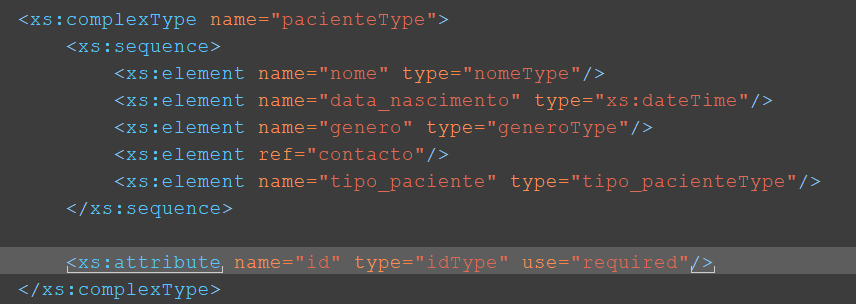 <xs:complexType name="pacienteType">
<xs:sequence>
<xs:element name="nome" type="nomeType"/>
<xs:element name="data_nascimento" type="xs:dateTime"/>
<xs:element name="genero" type="generoType"/>
<xs:element ref="contacto"/>
<xs:element name="tipo_paciente" type="tipo_pacienteType"/>
</xs:sequence>
<xs:attribute name="id" type="idType" use="required"/>
</xs:complexType>